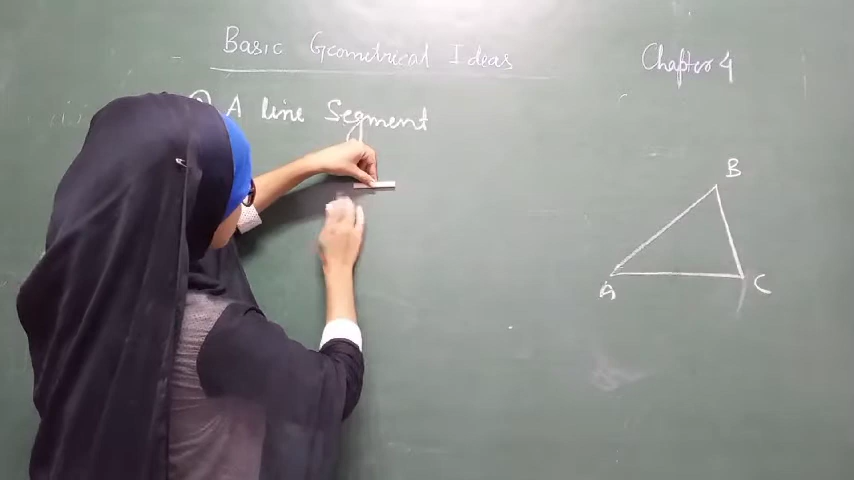 Basic Geometrical Ideas
Chapter 4
A line Segment
B
A
C